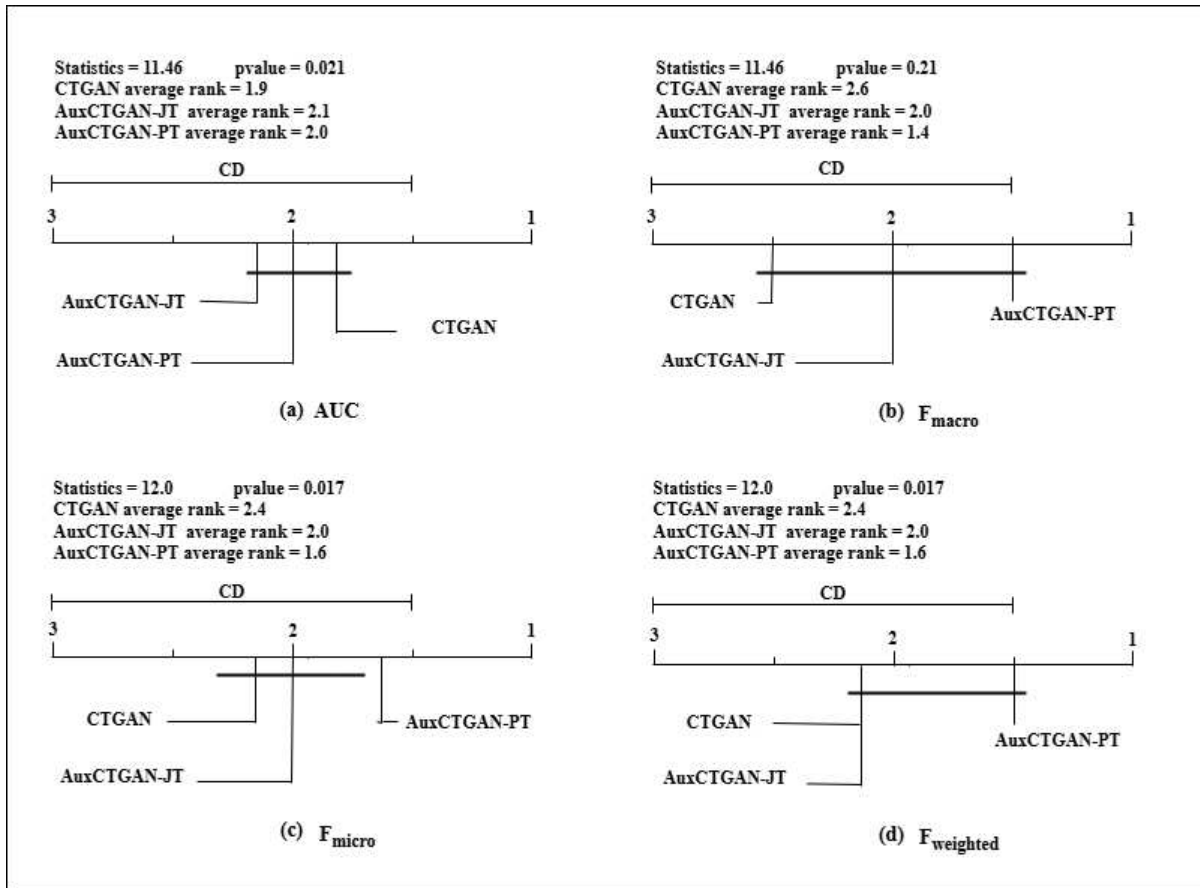 Statistics = 11.46 pvalue = 0.021
CTGAN average rank = 1.9
AuxCTGAN-JT average rank = 2.1
AuxCTGAN-PT average rank = 2.0
CD
3 2 1
AuxCTGAN-JT
CTGAN
AuxCTGAN-PT
(a) AUC
Statistics = 11.46 pvalue = 0.21
CTGAN average rank = 2.6
AuxCTGAN-JT average rank = 2.0
AuxCTGAN-PT average rank = 1.4
CD
3 2 1
CTGAN
AuxCTGAN-PT
AuxCTGAN-JT
(b) F macro
Statistics = 12.0 pvalue = 0.017
CTGAN average rank = 2.4
AuxCTGAN-JT average rank = 2.0
AuxCTGAN-PT average rank = 1.6
CD
3 2 1
CTGAN
AuxCTGAN-PT
AuxCTGAN-JT
(c) F micro
Statistics = 12.0 pvalue = 0.017
CTGAN average rank = 2.4
AuxCTGAN-JT average rank = 2.0
AuxCTGAN-PT average rank = 1.6
CD
3 2 1
CTGAN
AuxCTGAN-PT
AuxCTGAN-JT
(d) F weighted